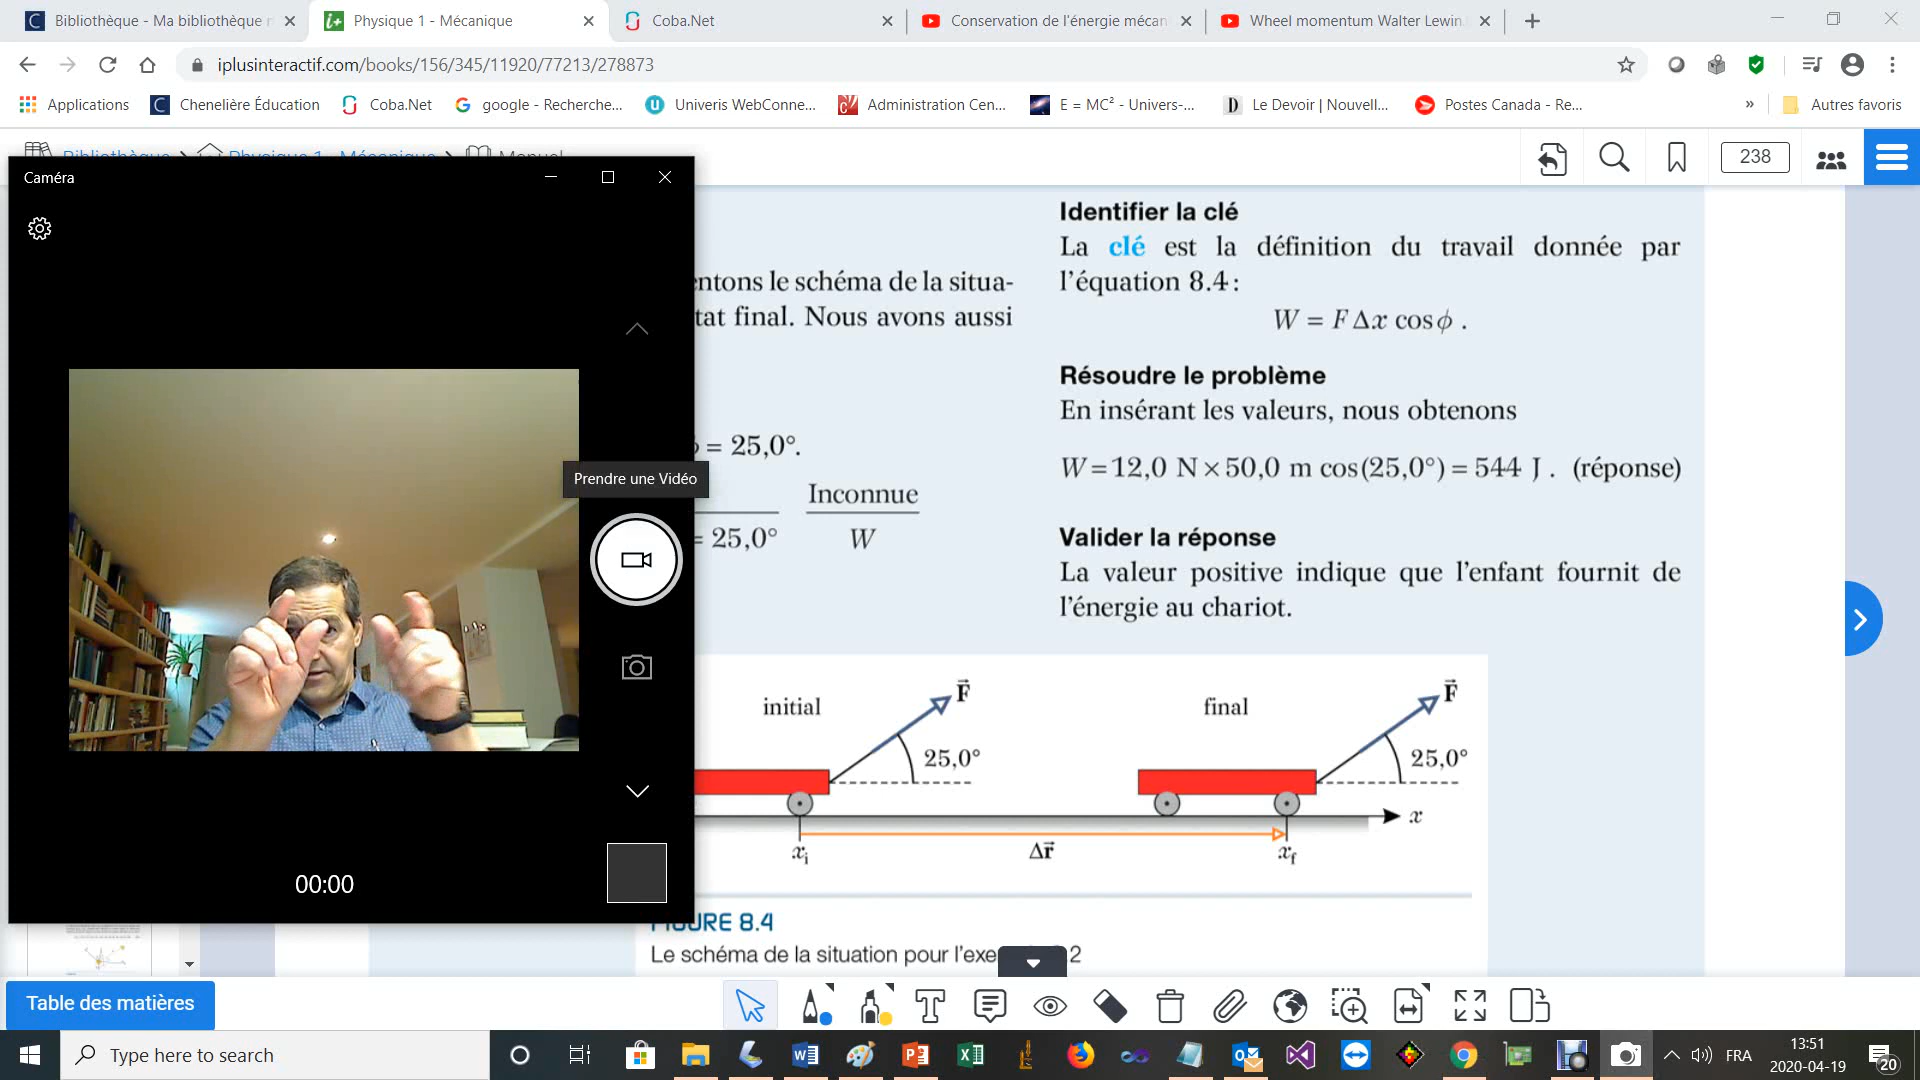 Bibliothèque - Ma bibliothèque
Physique 1 - Mécanique
Coba.Net
Conservation de l'énergie mécan
Wheel momentum Walter Lewin
iplusinteractif.com/books/156/345/11920/77213/278873
Applications
Chenelière Éducation
Coba.Net
google - Recherche...
Univeris WebConne...
Administration Cen...
E = MC² - Univers-...
Le Devoir | Nouvell...
Postes Canada - Re...
»
Autres favoris
Bibliothèque
Physique 1 - Mécanique
Manuel
238
Caméra
Prendre une Vidéo
00:00
entons le schéma de la situa-
tat final. Nous avons aussi
= 25,0°.
Inconnue
= 25,0°
W
Identifier la clé
La clé est la définition du travail donnée par
l'équation 8.4 :
W = F Δx cos ϕ .
Résoudre le problème
En insérant les valeurs, nous obtenons
W = 12,0 N × 50,0 m cos(25,0°) = 544 J . (réponse)
Valider la réponse
La valeur positive indique que l'enfant fournit de
l'énergie au chariot.
initial
F⃗
25,0°
final
F⃗
25,0°
x
xi
Δr⃗
xf
FIGURE 8.4
Le schéma de la situation pour l'exe
2
Table des matières
Type here to search
FRA
13:51
2020-04-19
20